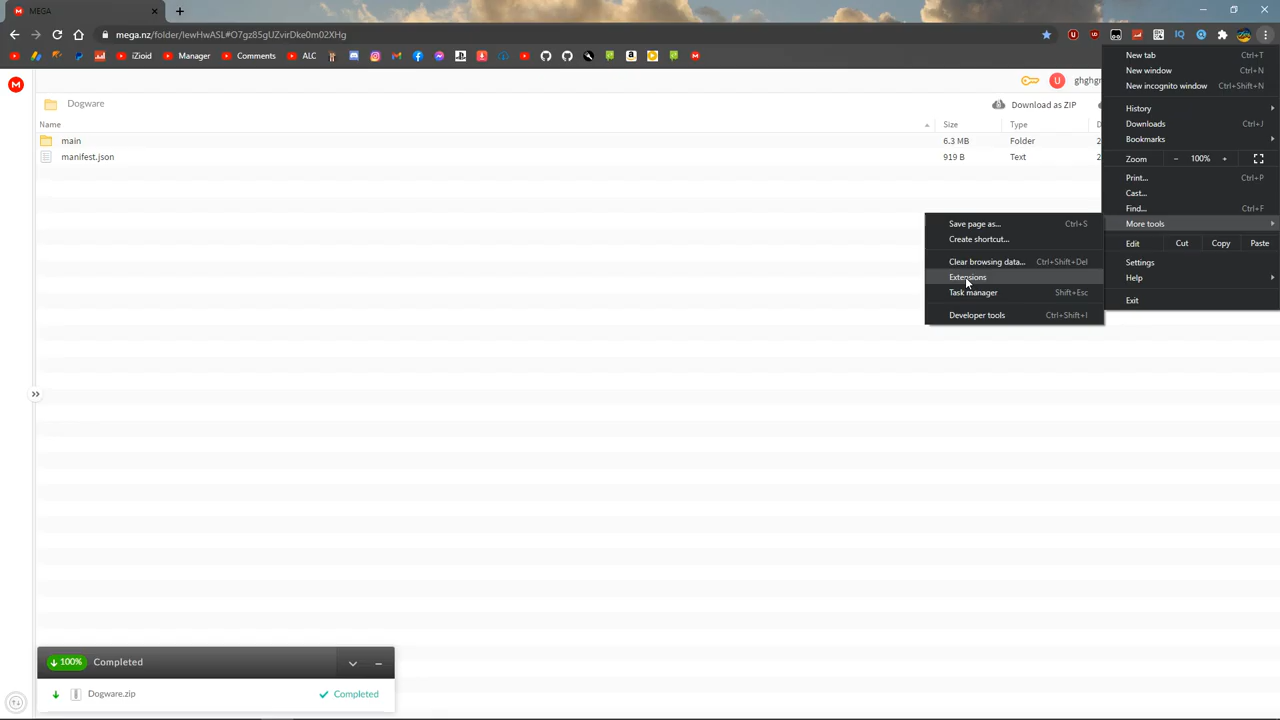 MEGA
mega.nz/folder/lewHwASL#O7gz85gUZvirDke0m02XHg
iZioid
Manager
Comments
ALC
Dogware
ghghgr
Download as ZIP
Name
Size
Type
main
6.3 MB
Folder
manifest.json
919 B
Text
New tab Ctrl+T
New window Ctrl+N
New incognito window Ctrl+Shift+N
History
Downloads Ctrl+J
Bookmarks
Zoom − 100% +
Print... Ctrl+P
Cast...
Find... Ctrl+F
More tools
Edit Cut Copy Paste
Settings
Help
Exit
Save page as... Ctrl+S
Create shortcut...
Clear browsing data... Ctrl+Shift+Del
Extensions
Task manager Shift+Esc
Developer tools Ctrl+Shift+I
100% Completed
Dogware.zip Completed